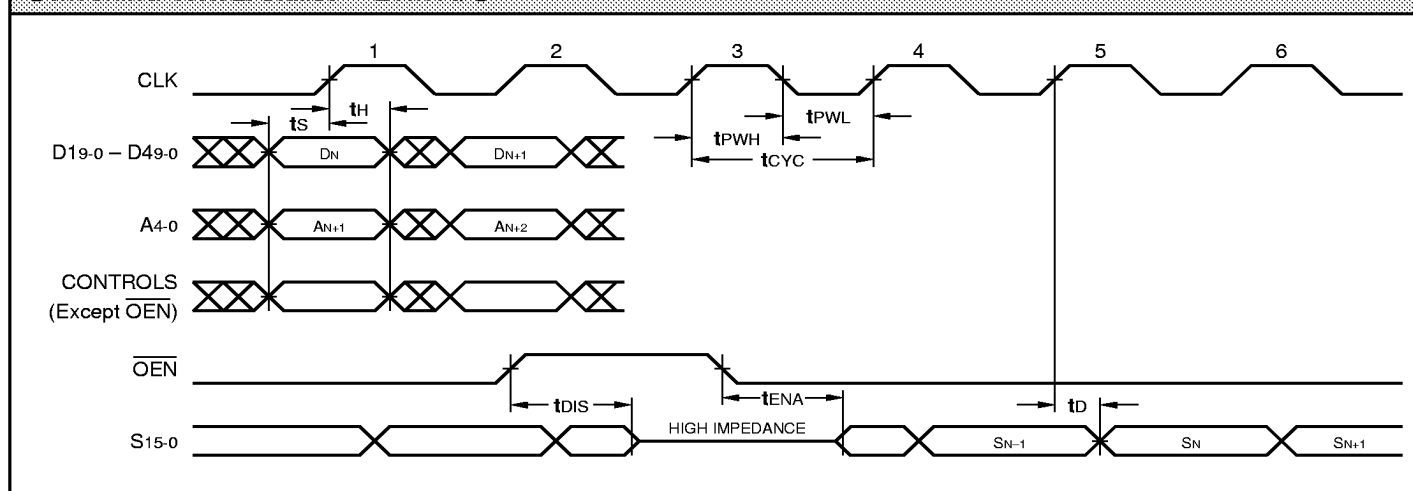 1 2 3 4 5 6
CLK
tS tH
tPWH tPWL
tCYC
D19-0 – D49-0 DN DN+1
A4-0 AN+1 AN+2
CONTROLS
(Except OEN)
OEN
tDIS tENA tD
S15-0 HIGH IMPEDANCE SN–1 SN SN+1